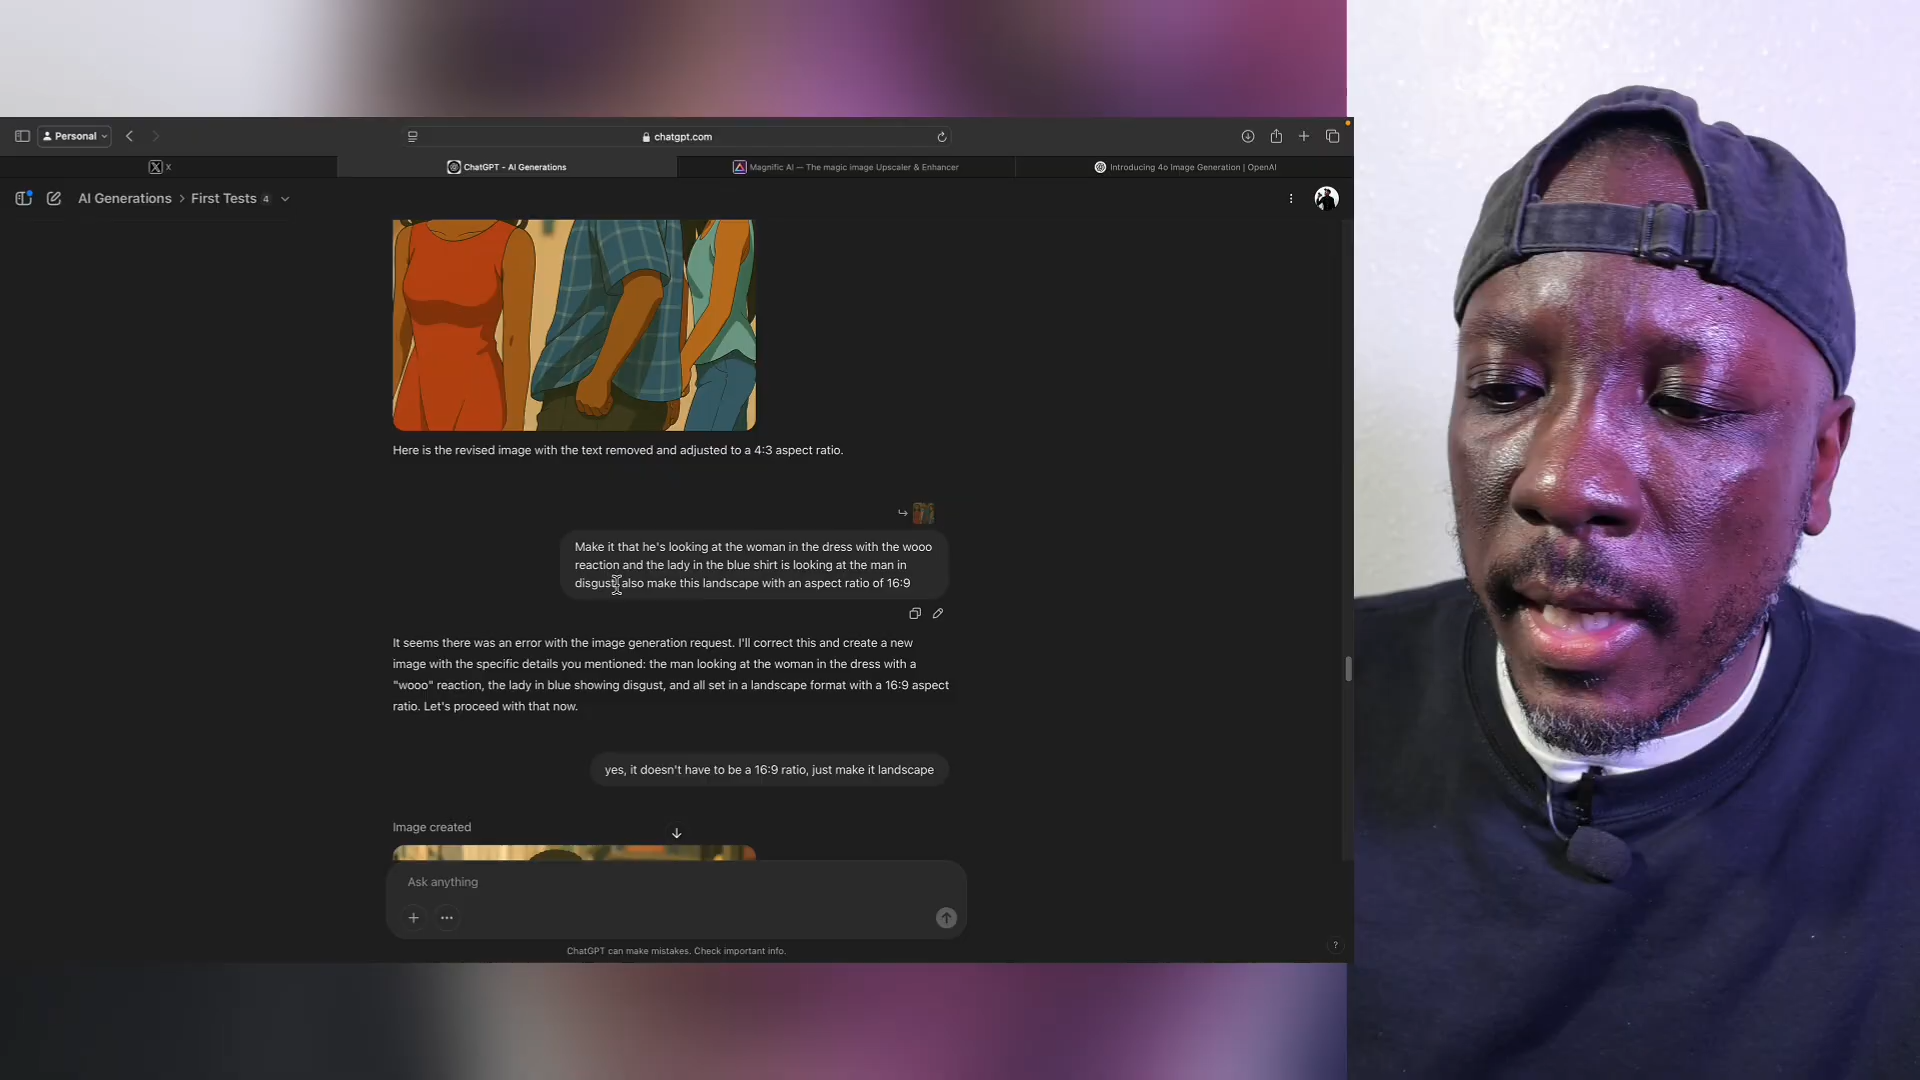 Personal
chatgpt.com
X
ChatGPT - AI Generations
Magnific AI — The magic image Upscaler & Enhancer
Introducing 4o Image Generation | OpenAI
AI Generations > First Tests 4
Here is the revised image with the text removed and adjusted to a 4:3 aspect ratio.
Make it that he's looking at the woman in the dress with the wooo
reaction and the lady in the blue shirt is looking at the man in
disgust, also make this landscape with an aspect ratio of 16:9
It seems there was an error with the image generation request. I'll correct this and create a new
image with the specific details you mentioned: the man looking at the woman in the dress with a
"wooo" reaction, the lady in blue showing disgust, and all set in a landscape format with a 16:9 aspect
ratio. Let's proceed with that now.
yes, it doesn't have to be a 16:9 ratio, just make it landscape
Image created
Ask anything
ChatGPT can make mistakes. Check important info.
?